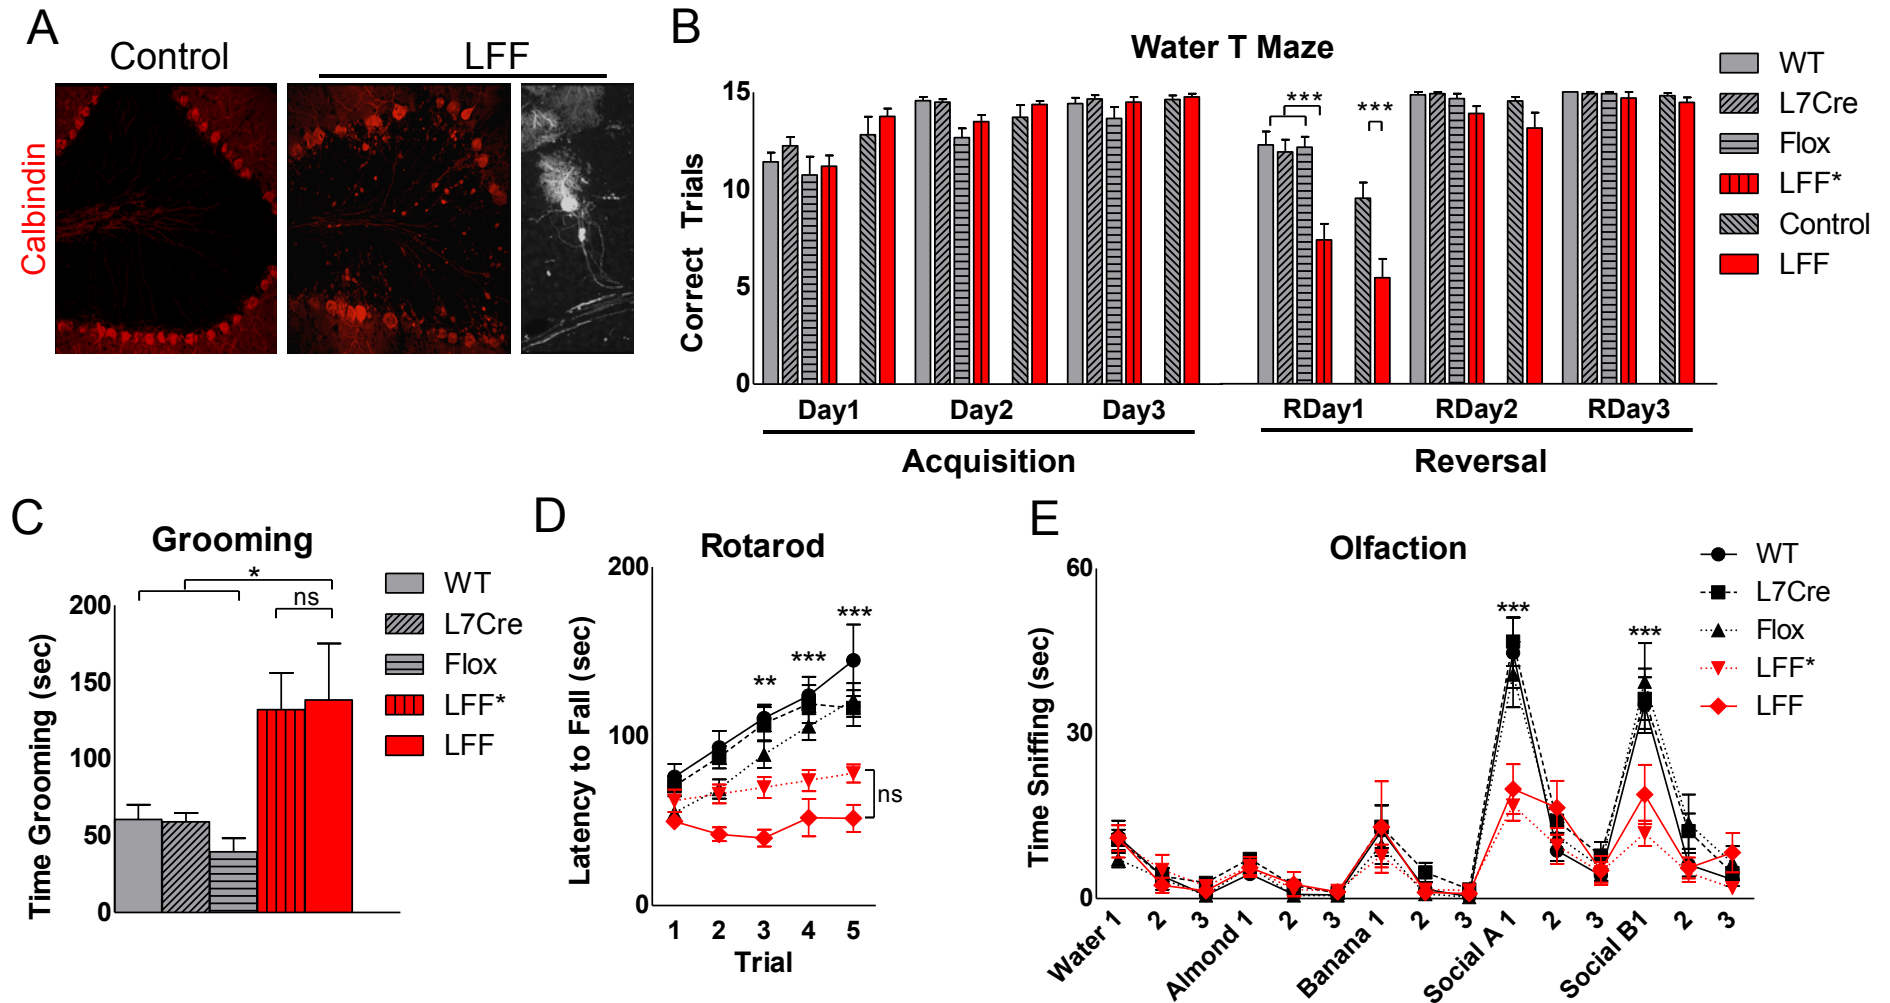 A
Control
LFF
Calbindin
B
Water T Maze
Correct Trials
15
10
5
0
***
***
Day1
Day2
Day3
RDay1
RDay2
RDay3
Acquisition
Reversal
WT
L7Cre
Flox
LFF*
Control
LFF
C
Grooming
Time Grooming (sec)
200
150
100
50
0
*
ns
WT
L7Cre
Flox
LFF*
LFF
D
Rotarod
Latency to Fall (sec)
200
100
0
**
***
***
ns
1 2 3 4 5
Trial
E
Olfaction
Time Sniffing (sec)
60
30
0
***
***
Water 1
2
3
Almond 1
2
3
Banana 1
2
3
Social A 1
2
3
Social B1
2
3
WT
L7Cre
Flox
LFF*
LFF